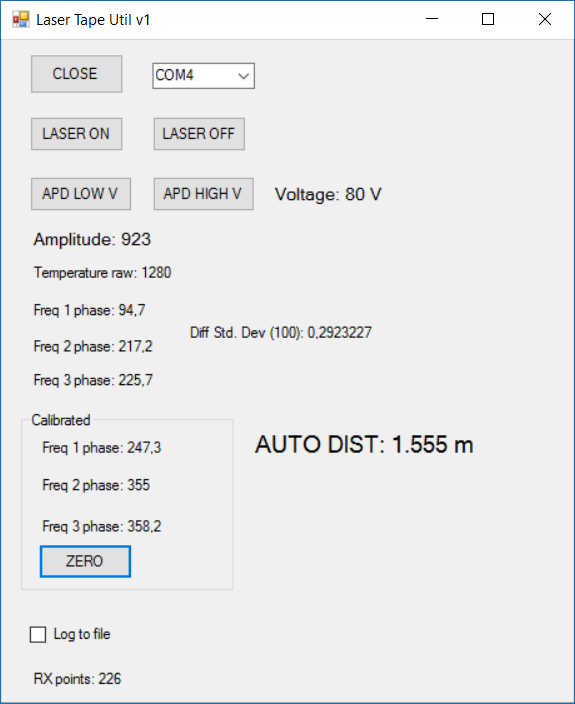 Laser Tape Util v1
CLOSE COM4
LASER ON LASER OFF
APD LOW V APD HIGH V Voltage: 80 V
Amplitude: 923
Temperature raw: 1280
Freq 1 phase: 94,7
Diff Std. Dev (100): 0,2923227
Freq 2 phase: 217,2
Freq 3 phase: 225,7
Calibrated
Freq 1 phase: 247,3
AUTO DIST: 1.555 m
Freq 2 phase: 355
Freq 3 phase: 358,2
ZERO
Log to file
RX points: 226